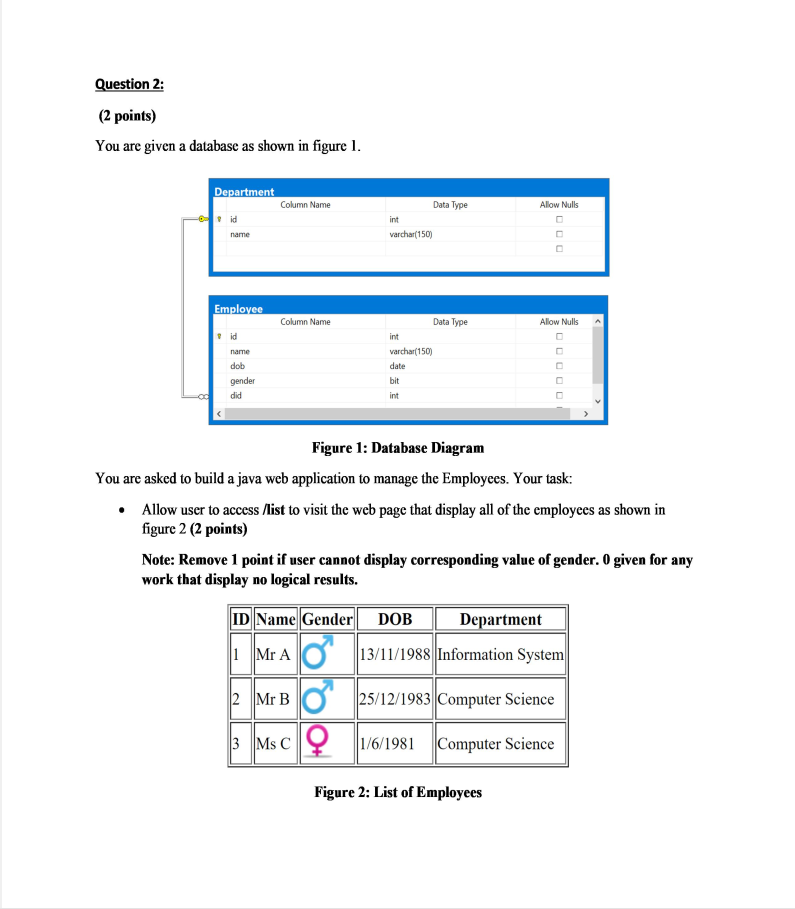 Question 2:
(2 points)
You are given a database as shown in figure 1.
Department
Column Name Data Type Allow Nulls
id int
name varchar(150)
Employee
Column Name Data Type Allow Nulls
id int
name varchar(150)
dob date
gender bit
did int
Figure 1: Database Diagram
You are asked to build a java web application to manage the Employees. Your task:
• Allow user to access /list to visit the web page that display all of the employees as shown in
figure 2 (2 points)
Note: Remove 1 point if user cannot display corresponding value of gender. 0 given for any
work that display no logical results.
ID Name Gender DOB Department
1 Mr A 13/11/1988 Information System
2 Mr B 25/12/1983 Computer Science
3 Ms C 1/6/1981 Computer Science
Figure 2: List of Employees